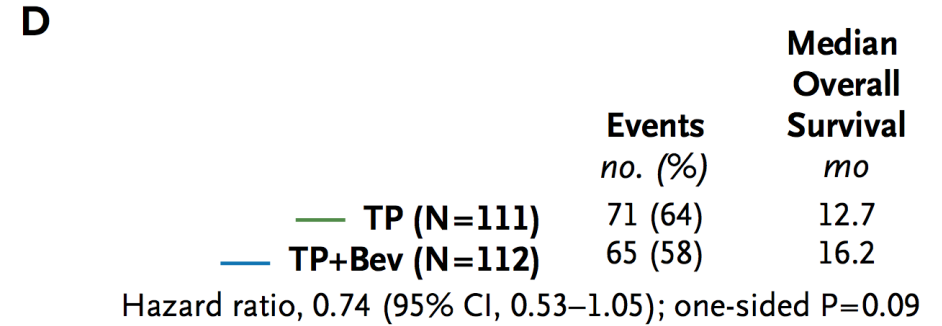 D
Median
Overall
Events Survival
no. (%) mo
TP (N=111) 71 (64) 12.7
TP+Bev (N=112) 65 (58) 16.2
Hazard ratio, 0.74 (95% CI, 0.53–1.05); one-sided P=0.09